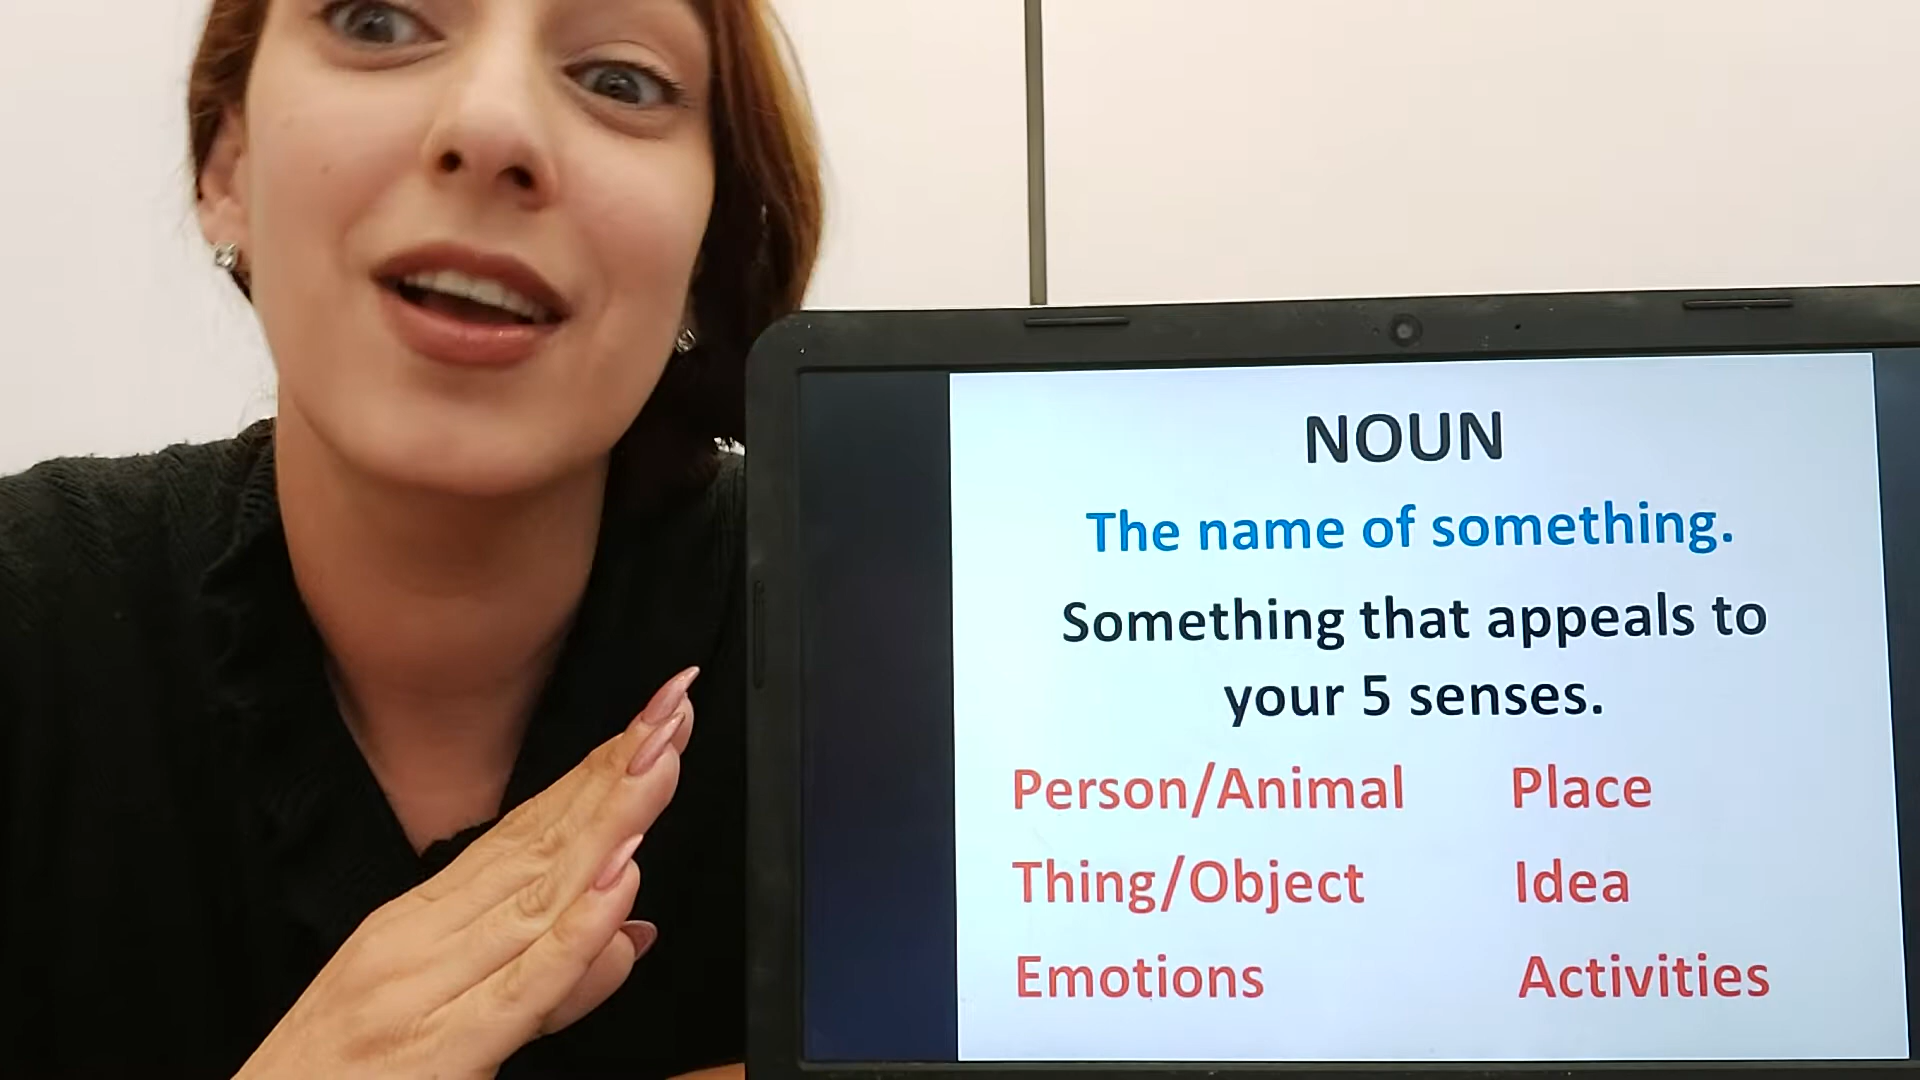 NOUN
The name of something.
Something that appeals to
your 5 senses.
Person/Animal Place
Thing/Object Idea
Emotions Activities